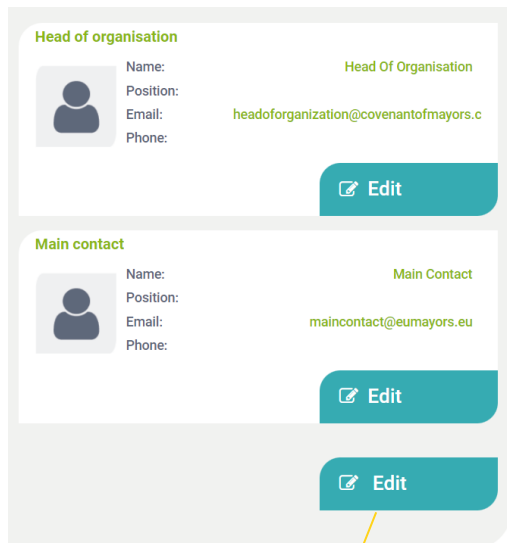 Head of organisation
Name: Head Of Organisation
Position:
Email: headoforganization@covenantofmayors.c
Phone:
Edit
Main contact
Name: Main Contact
Position:
Email: maincontact@eumayors.eu
Phone:
Edit
Edit